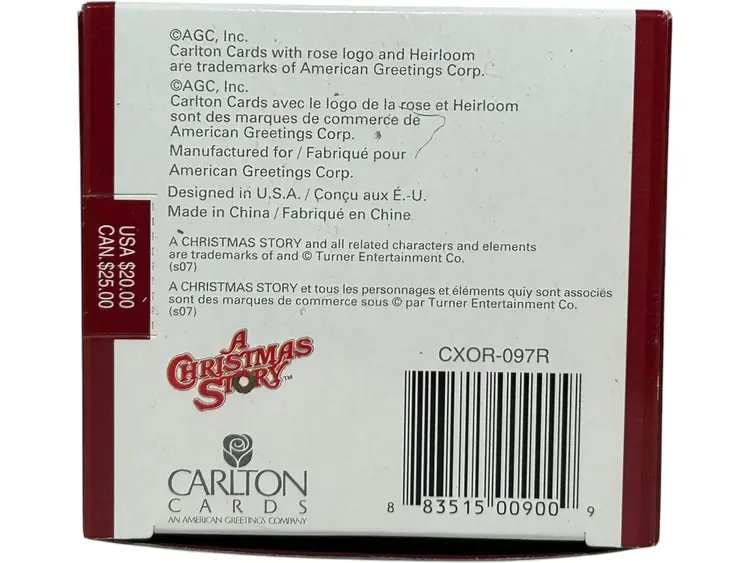 ©AGC, Inc.
Carlton Cards with rose logo and Heirloom
are trademarks of American Greetings Corp.
©AGC, Inc.
Carlton Cards avec le logo de la rose et Heirloom
sont des marques de commerce de
American Greetings Corp.
Manufactured for / Fabriqué pour
American Greetings Corp.
Designed in U.S.A. / Conçu aux É.-U.
Made in China / Fabriqué en Chine
USA $20.00
CAN. $25.00
A CHRISTMAS STORY and all related characters and elements
are trademarks of and © Turner Entertainment Co.
(s07)
A CHRISTMAS STORY et tous les personnages et éléments quiy sont associés
sont des marques de commerce sous © par Turner Entertainment Co.
(s07)
A
CHRISTMAS
STORY™
CXOR-097R
8 83515 00900 9
CARLTON
CARDS
AN AMERICAN GREETINGS COMPANY